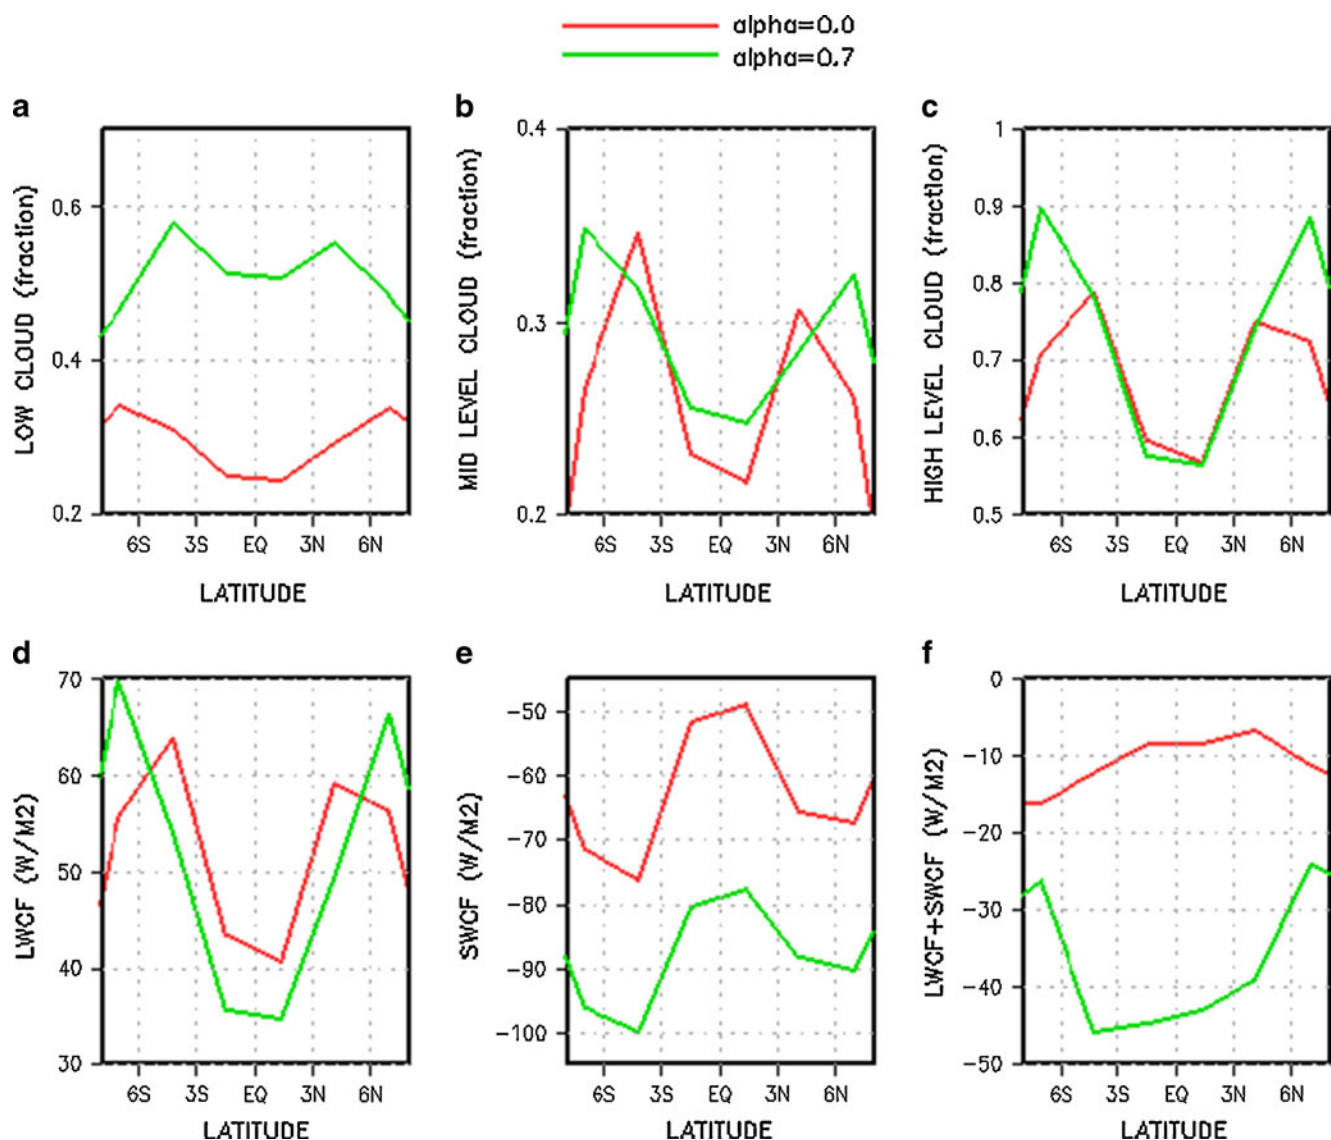 alpha=0.0
alpha=0.7
a
LOW CLOUD (fraction)
0.6
0.4
0.2
6S 3S EQ 3N 6N
LATITUDE
b
MID LEVEL CLOUD (fraction)
0.4
0.3
0.2
6S 3S EQ 3N 6N
LATITUDE
c
HIGH LEVEL CLOUD (fraction)
1
0.9
0.8
0.7
0.6
0.5
6S 3S EQ 3N 6N
LATITUDE
d
LWCF (W/M2)
70
60
50
40
30
6S 3S EQ 3N 6N
LATITUDE
e
SWCF (W/M2)
-50
-60
-70
-80
-90
-100
6S 3S EQ 3N 6N
LATITUDE
f
LWCF+SWCF (W/M2)
0
-10
-20
-30
-40
-50
6S 3S EQ 3N 6N
LATITUDE